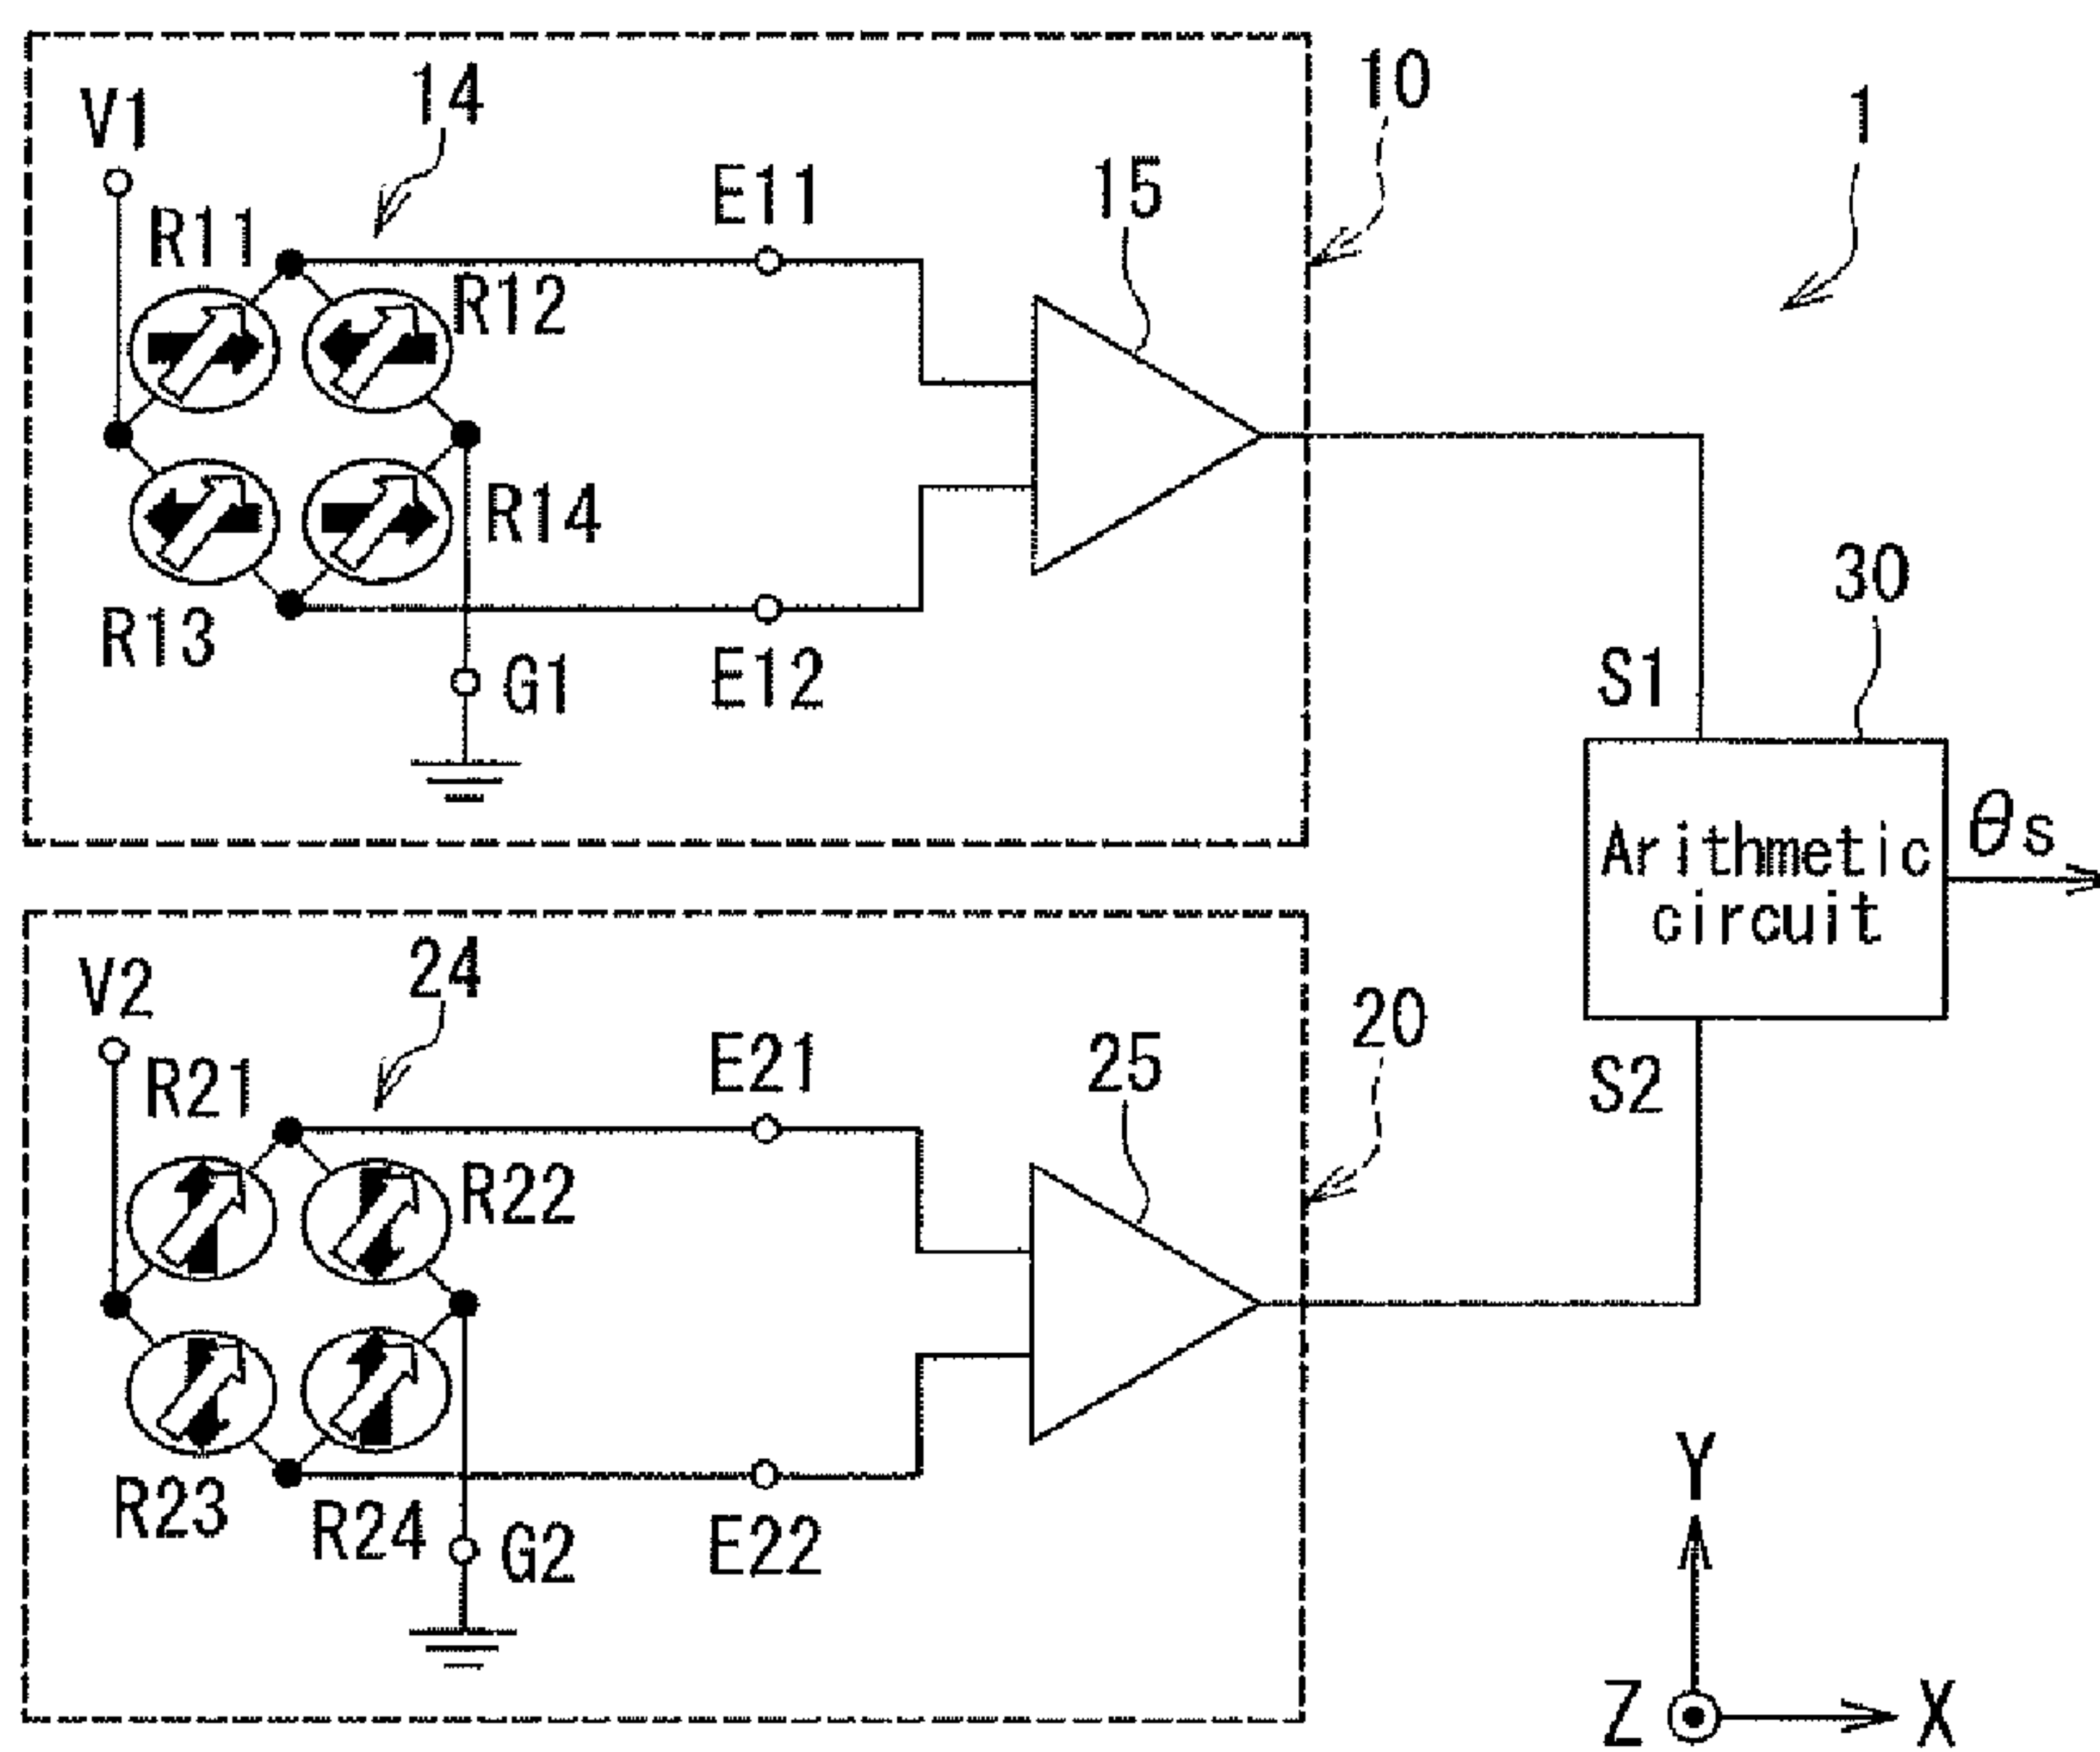 14
10
1
V1
R11
E11
15
R12
R14
R13
G1
E12
30
S1
Arithmetic
circuit
θs
V2
24
20
R21
E21
25
S2
R22
R23
R24
G2
E22
Y
Z
X